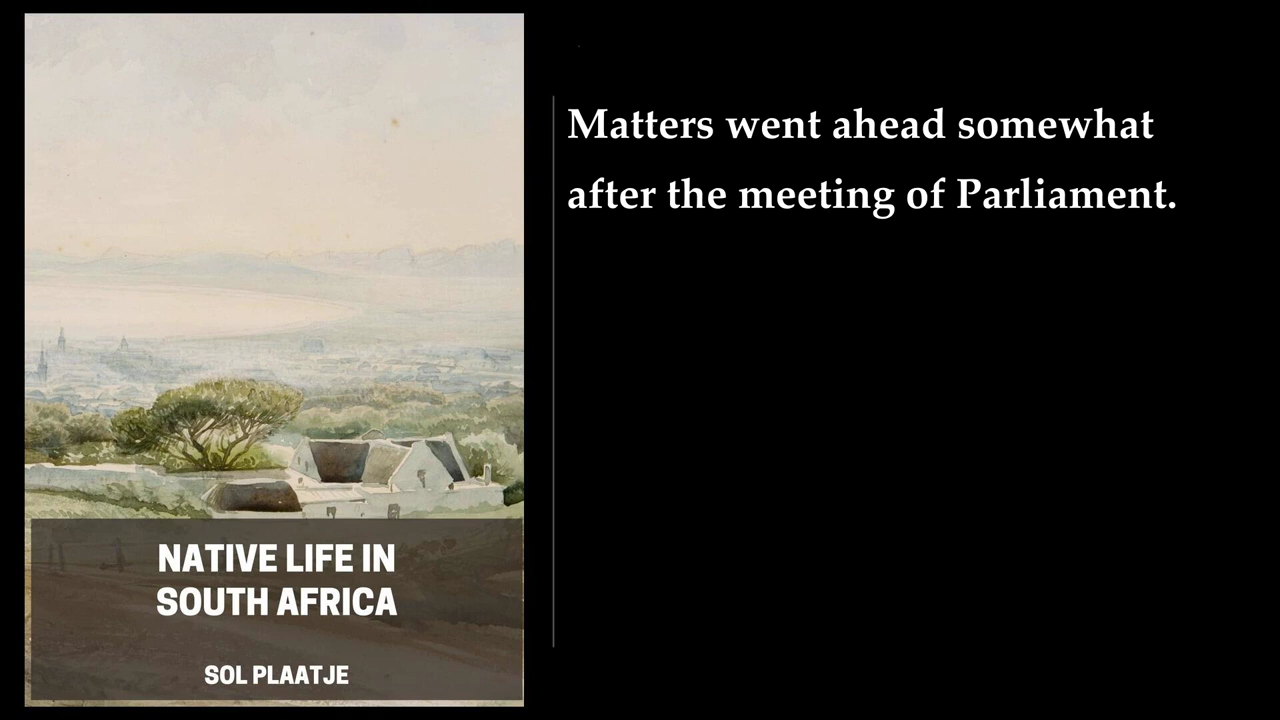 Matters went ahead somewhat
after the meeting of Parliament.
NATIVE LIFE IN
SOUTH AFRICA
SOL PLAATJE